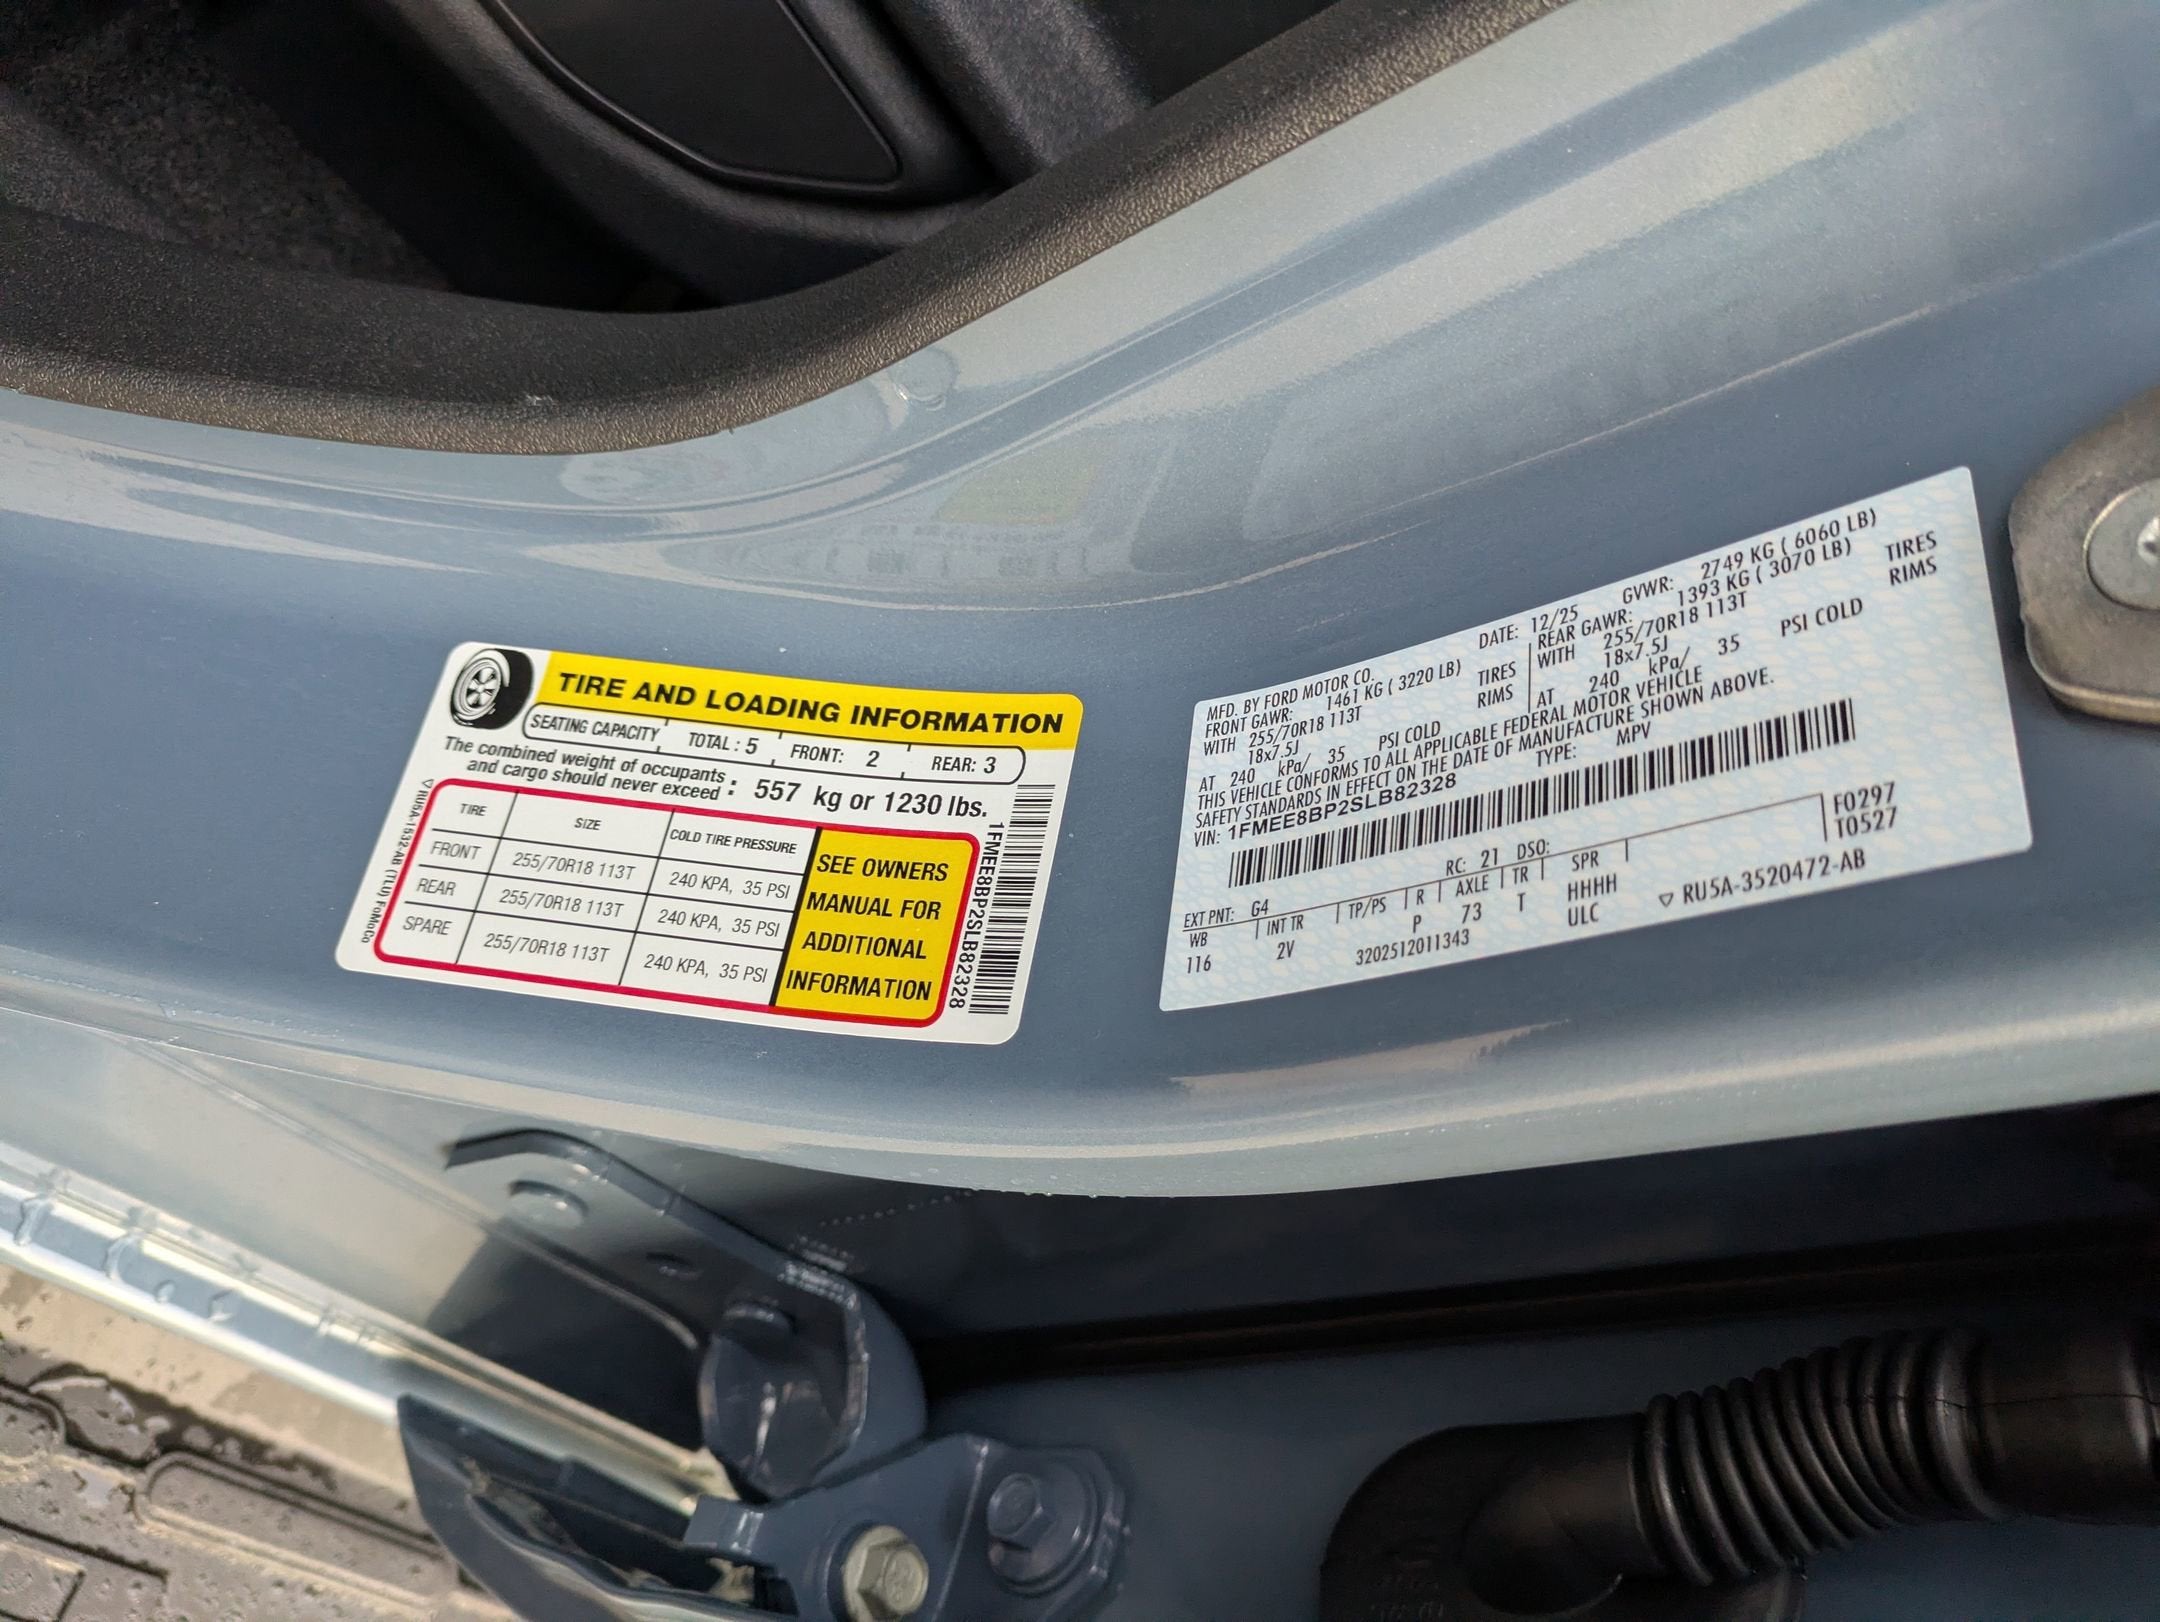 TIRE AND LOADING INFORMATION
SEATING CAPACITY TOTAL : 5 FRONT: 2 REAR: 3
The combined weight of occupants
and cargo should never exceed : 557 kg or 1230 lbs.
TIRE SIZE COLD TIRE PRESSURE
FRONT 255/70R18 113T 240 KPA, 35 PSI
REAR 255/70R18 113T 240 KPA, 35 PSI
SPARE 255/70R18 113T 240 KPA, 35 PSI
SEE OWNERS
MANUAL FOR
ADDITIONAL
INFORMATION
RU5A-1532-AB (TLU) FoMoCo
1FMEE8BP2SLB82328
MFD. BY FORD MOTOR CO. DATE: 12/25 GVWR: 2749 KG ( 6060 LB)
FRONT GAWR: 1461 KG ( 3220 LB) REAR GAWR: 1393 KG ( 3070 LB)
WITH 255/70R18 113T TIRES WITH 255/70R18 113T TIRES
18x7.5J RIMS 18x7.5J RIMS
AT 240 kPa/ 35 PSI COLD AT 240 kPa/ 35 PSI COLD
THIS VEHICLE CONFORMS TO ALL APPLICABLE FEDERAL MOTOR VEHICLE
SAFETY STANDARDS IN EFFECT ON THE DATE OF MANUFACTURE SHOWN ABOVE.
VIN: 1FMEE8BP2SLB82328 TYPE: MPV
F0297
T0527
EXT PNT: G4 RC: 21 DSO:
WB INT TR TP/PS R AXLE TR SPR
116 2V P 73 T HHHH
3202512011343 ULC RU5A-3520472-AB